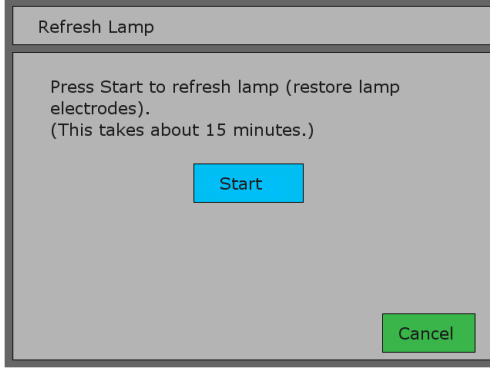 Refresh Lamp
Press Start to refresh lamp (restore lamp
electrodes).
(This takes about 15 minutes.)
Start
Cancel